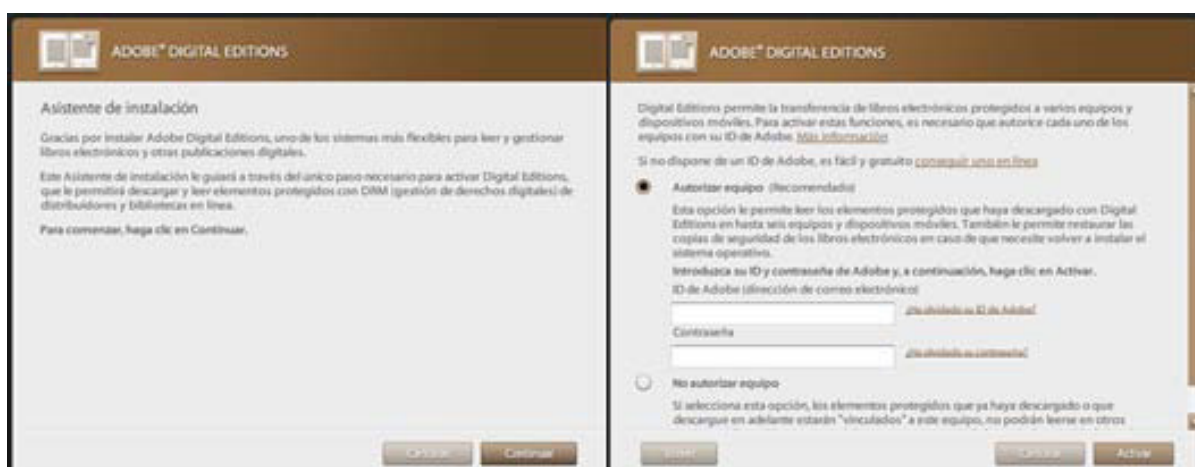 ADOBE® DIGITAL EDITIONS
Asistente de instalación
Gracias por instalar Adobe Digital Editions, uno de los sistemas más flexibles para leer y gestionar
libros electrónicos y otras publicaciones digitales.
Este Asistente de instalación le guiará a través del único paso necesario para activar Digital Editions,
que le permitirá descargar y leer elementos protegidos con DRM (gestión de derechos digitales) de
distribuidores y bibliotecas en línea.
Para comenzar, haga clic en Continuar.
Cancelar
Continuar
ADOBE® DIGITAL EDITIONS
Digital Editions permite la transferencia de libros electrónicos protegidos a varios equipos y
dispositivos móviles. Para activar estas funciones, es necesario que autorice cada uno de los
equipos con su ID de Adobe. Más información
Si no dispone de un ID de Adobe, es fácil y gratuito conseguir uno en línea
Autorizar equipo (Recomendado)
Esta opción le permite leer los elementos protegidos que haya descargado con Digital
Editions en hasta seis equipos y dispositivos móviles. También le permite restaurar las
copias de seguridad de los libros electrónicos en caso de que necesite volver a instalar el
sistema operativo.
Introduzca su ID y contraseña de Adobe y, a continuación, haga clic en Activar.
ID de Adobe (dirección de correo electrónico)
¿Ha olvidado su ID de Adobe?
Contraseña
¿Ha olvidado su contraseña?
No autorizar equipo
Si selecciona esta opción, los elementos protegidos que ya haya descargado o que
descargue en adelante estarán "vinculados" a este equipo, no podrán leerse en otros
Cancelar
Activar